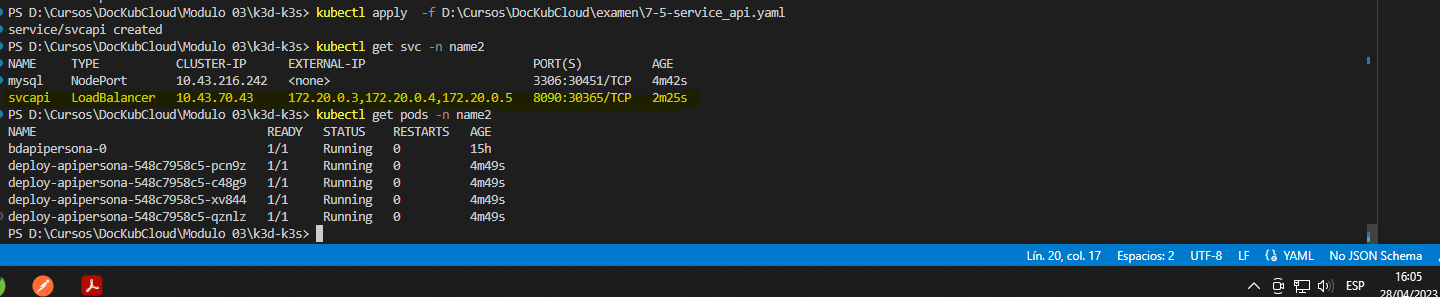 PS D:\Cursos\DocKubCloud\Modulo 03\k3d-k3s> kubectl apply  -f D:\Cursos\DocKubCloud\examen\7-5-service_api.yaml
service/svcapi created
PS D:\Cursos\DocKubCloud\Modulo 03\k3d-k3s> kubectl get svc -n name2
NAME     TYPE           CLUSTER-IP      EXTERNAL-IP                        PORT(S)          AGE
mysql    NodePort       10.43.216.242   <none>                             3306:30451/TCP   4m42s
svcapi   LoadBalancer   10.43.70.43     172.20.0.3,172.20.0.4,172.20.0.5   8090:30365/TCP   2m25s
PS D:\Cursos\DocKubCloud\Modulo 03\k3d-k3s> kubectl get pods -n name2
NAME                                 READY   STATUS    RESTARTS   AGE
bdapipersona-0                       1/1     Running   0          15h
deploy-apipersona-548c7958c5-pcn9z   1/1     Running   0          4m49s
deploy-apipersona-548c7958c5-c48g9   1/1     Running   0          4m49s
deploy-apipersona-548c7958c5-xv844   1/1     Running   0          4m49s
deploy-apipersona-548c7958c5-qznlz   1/1     Running   0          4m49s
PS D:\Cursos\DocKubCloud\Modulo 03\k3d-k3s>
Lín. 20, col. 17   Espacios: 2   UTF-8   LF   YAML   No JSON Schema
16:05
ESP
28/04/2023